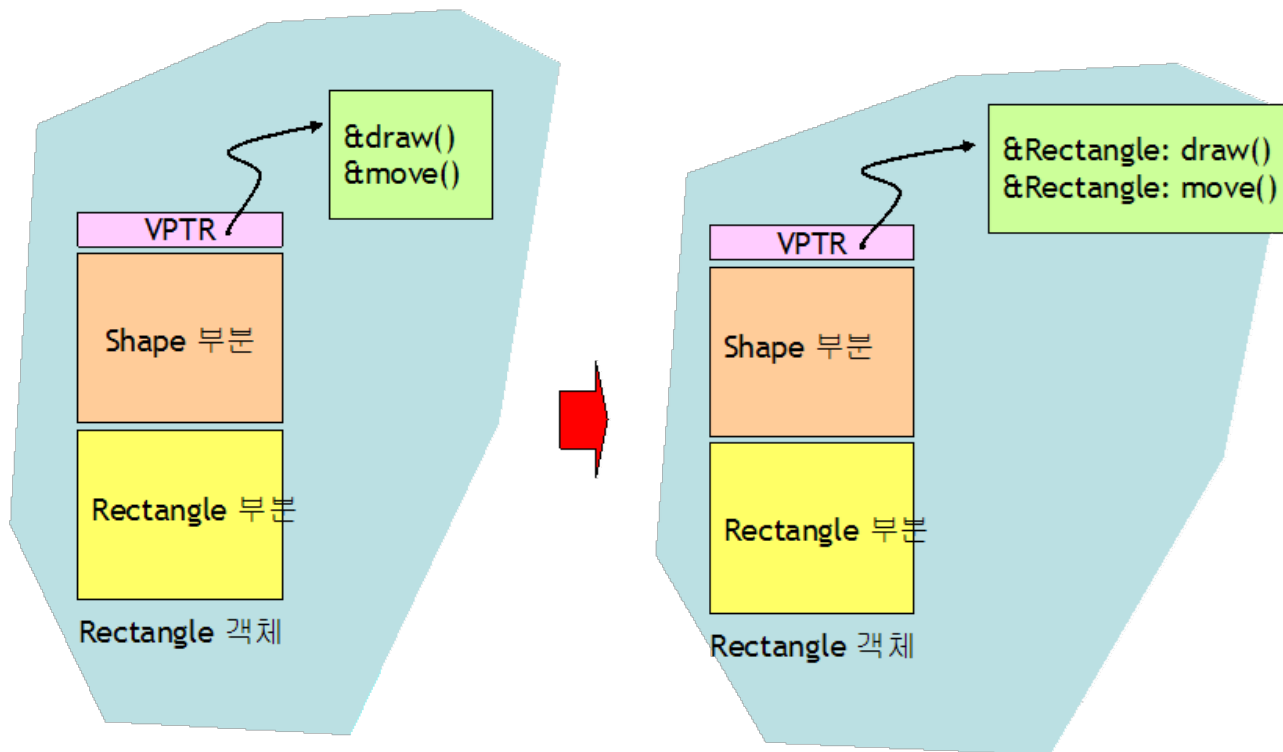 &draw()
&move()
VPTR
Shape 부분
Rectangle 부분
Rectangle 객체
&Rectangle: draw()
&Rectangle: move()
VPTR
Shape 부분
Rectangle 부분
Rectangle 객체